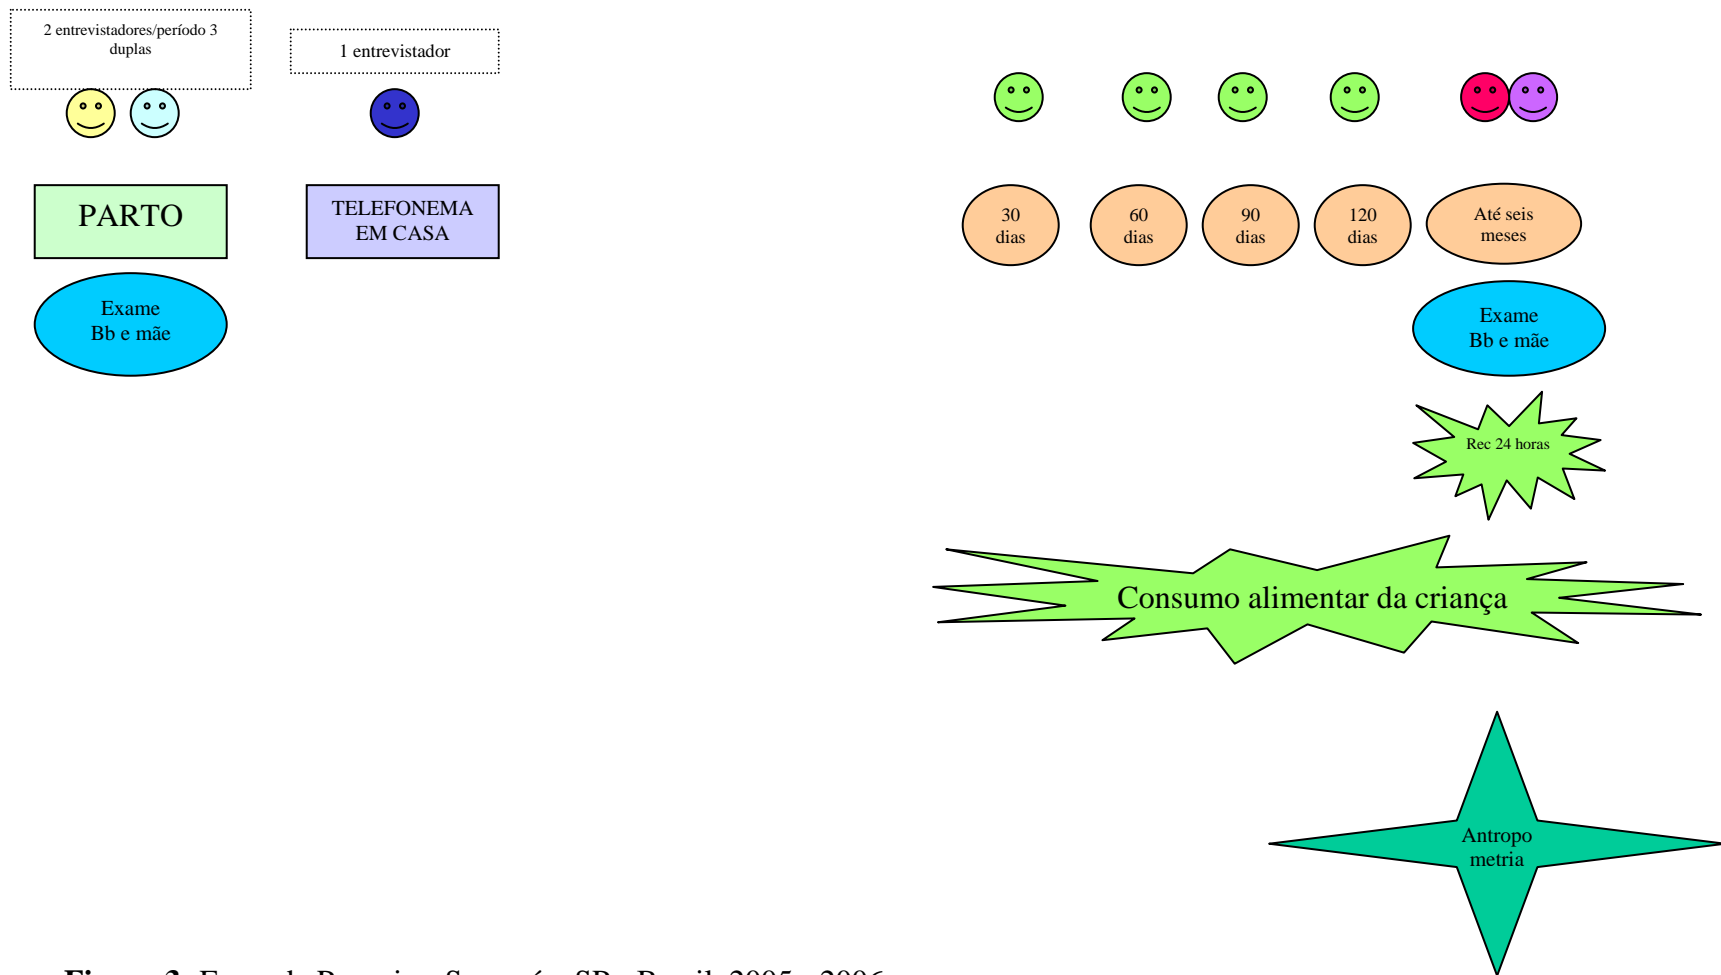 2 entrevistadores/período 3
duplas
1 entrevistador
PARTO
TELEFONEMA
EM CASA
30
dias
60
dias
90
dias
120
dias
Até seis
meses
Exame
Bb e mãe
Exame
Bb e mãe
Rec 24 horas
Consumo alimentar da criança
Antropo
metria